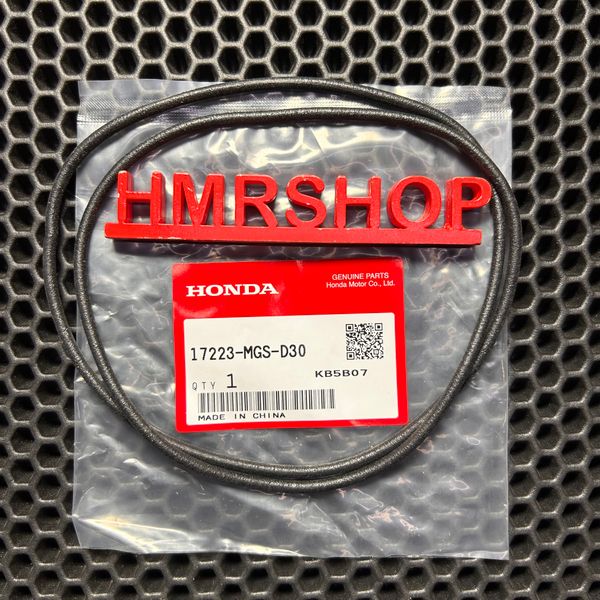 HMRSHOP
GENUINE PARTS
HONDA Honda Motor Co., Ltd.
17223-MGS-D30
QTY 1 KB5B07
MADE IN CHINA